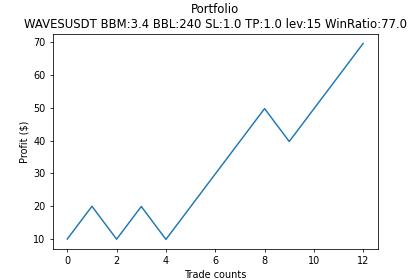 Portfolio
WAVESUSDT BBM:3.4 BBL:240 SL:1.0 TP:1.0 lev:15 WinRatio:77.0
70
60
50
40
30
20
10
Profit ($)
0 2 4 6 8 10 12
Trade counts